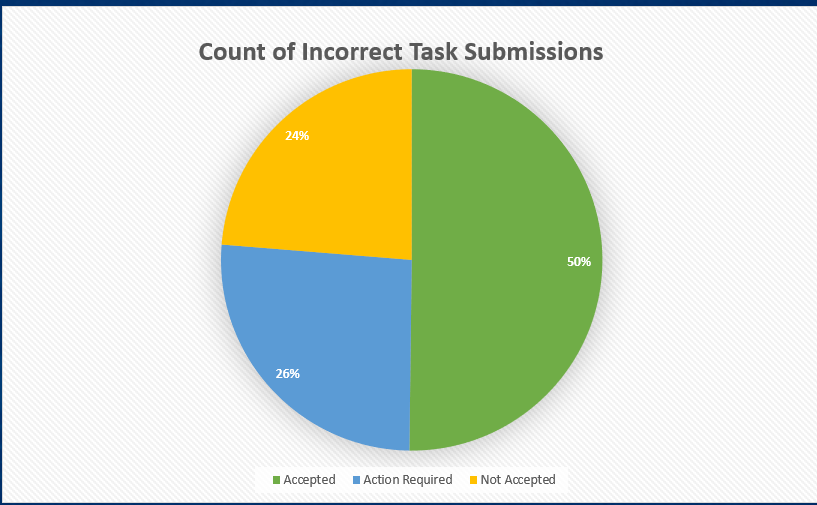 Count of Incorrect Task Submissions
24%
50%
26%
Accepted Action Required Not Accepted